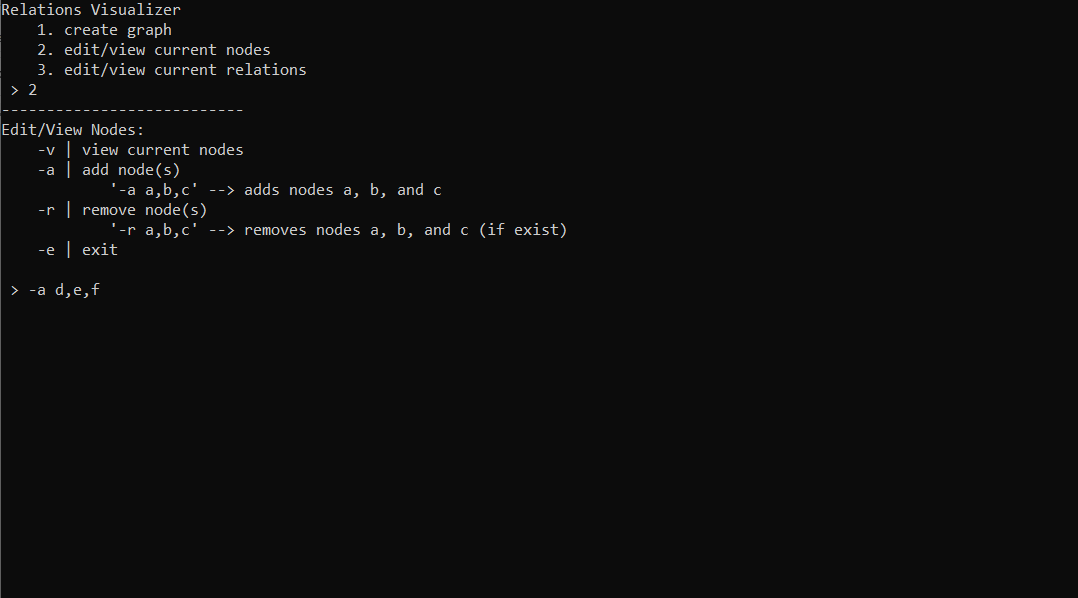 Relations Visualizer
    1. create graph
    2. edit/view current nodes
    3. edit/view current relations
 > 2
---------------------------
Edit/View Nodes:
    -v | view current nodes
    -a | add node(s)
            '-a a,b,c' --> adds nodes a, b, and c
    -r | remove node(s)
            '-r a,b,c' --> removes nodes a, b, and c (if exist)
    -e | exit

 > -a d,e,f